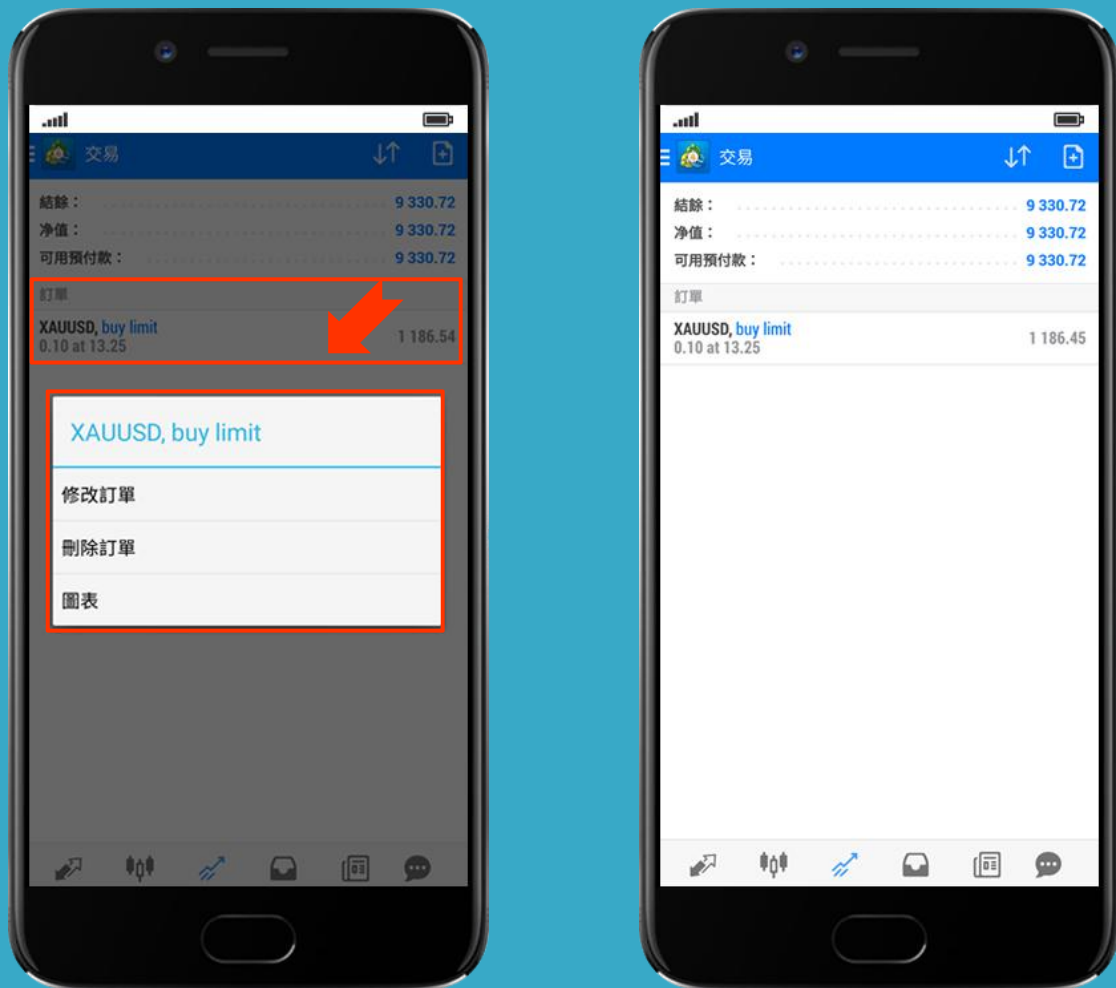 交易
結餘：9 330.72
净值：9 330.72
可用預付款：9 330.72
訂單
XAUUSD, buy limit
0.10 at 13.25 1 186.54
XAUUSD, buy limit
修改訂單
刪除訂單
圖表
交易
結餘：9 330.72
净值：9 330.72
可用預付款：9 330.72
訂單
XAUUSD, buy limit
0.10 at 13.25 1 186.45